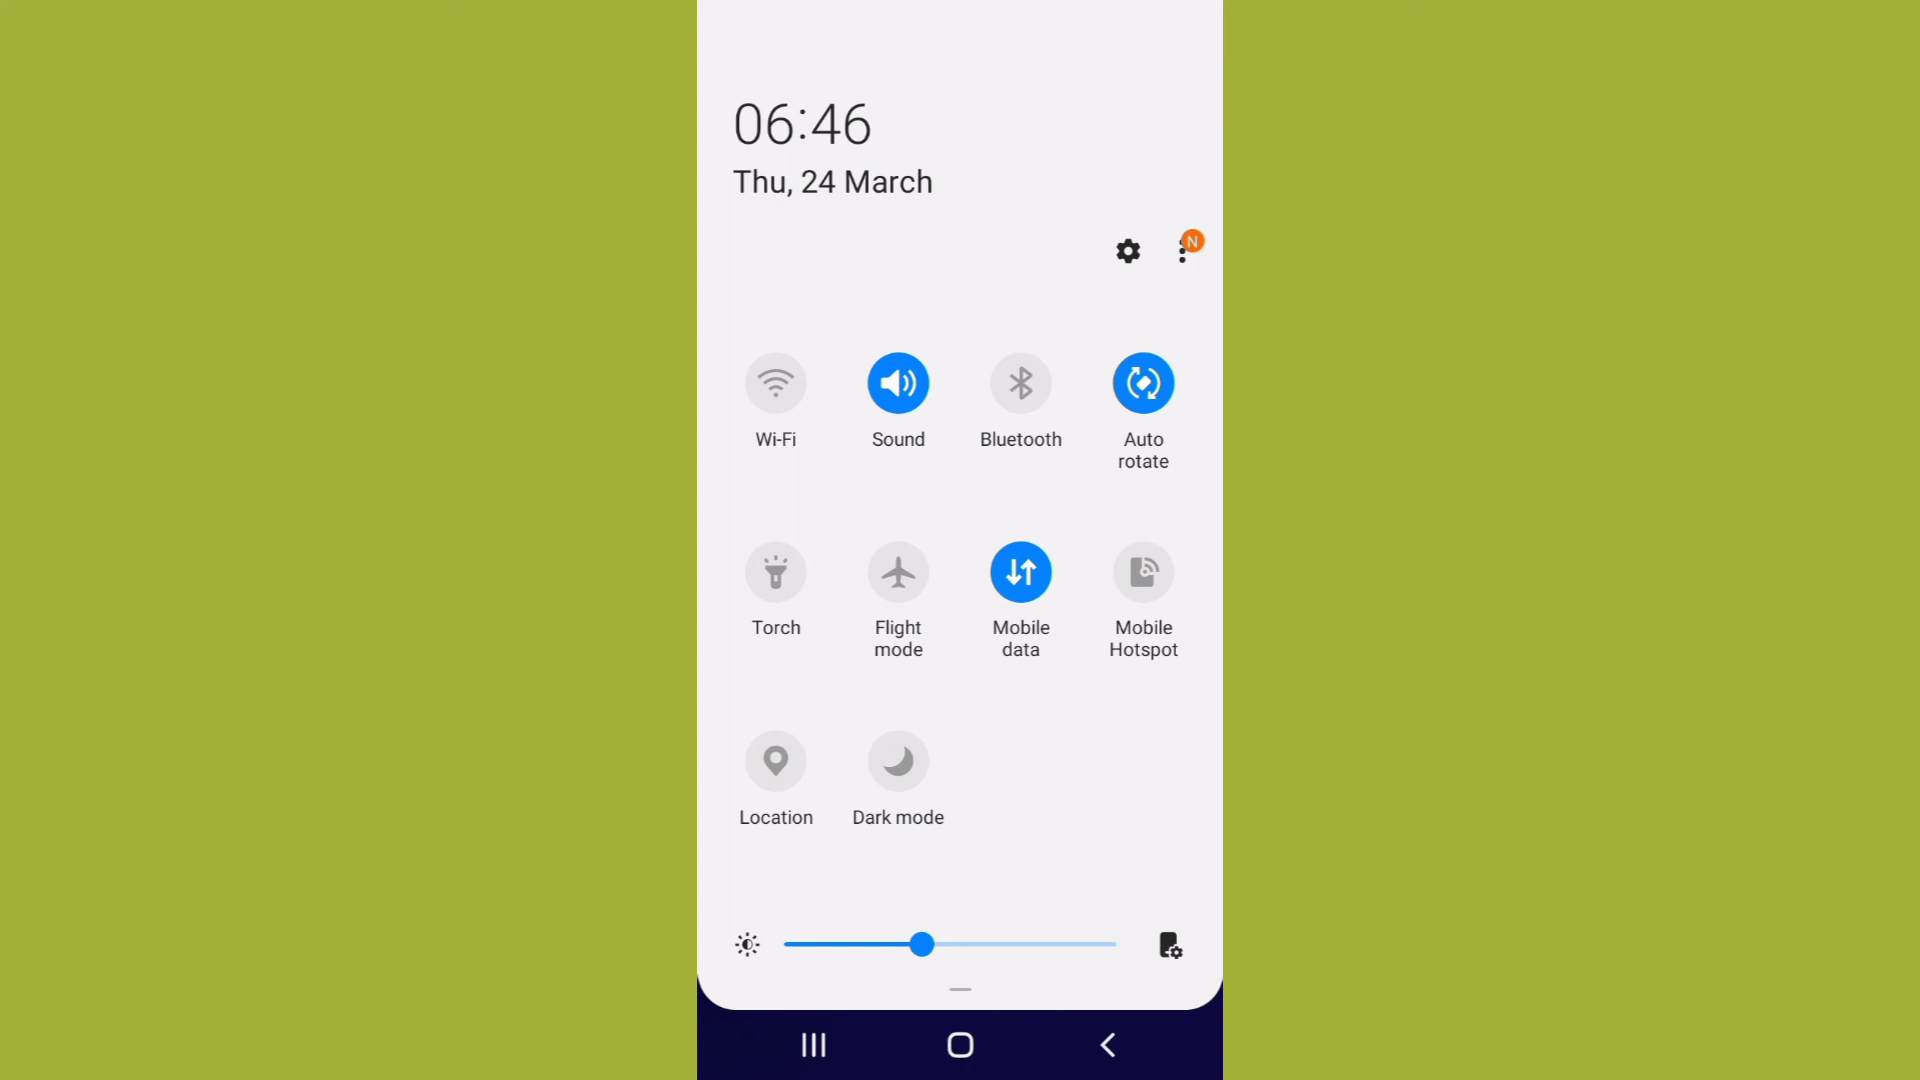 06:46
Thu, 24 March
N
Wi-Fi
Sound
Bluetooth
Auto
rotate
Torch
Flight
mode
Mobile
data
Mobile
Hotspot
Location
Dark mode